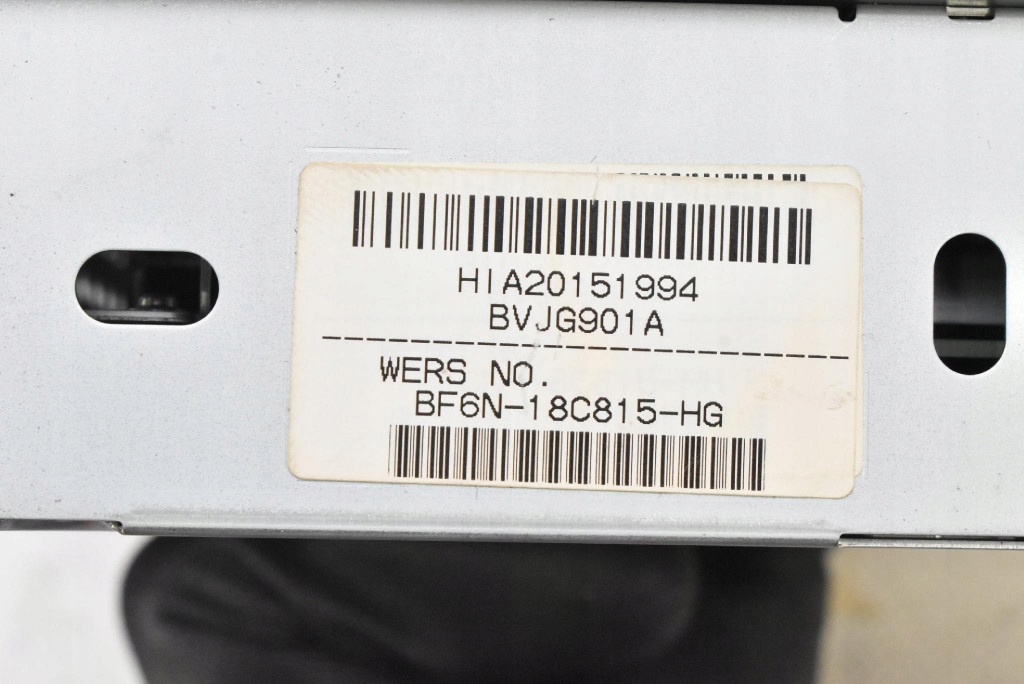 HIA20151994
BVJG901A
WERS NO.
BF6N-18C815-HG